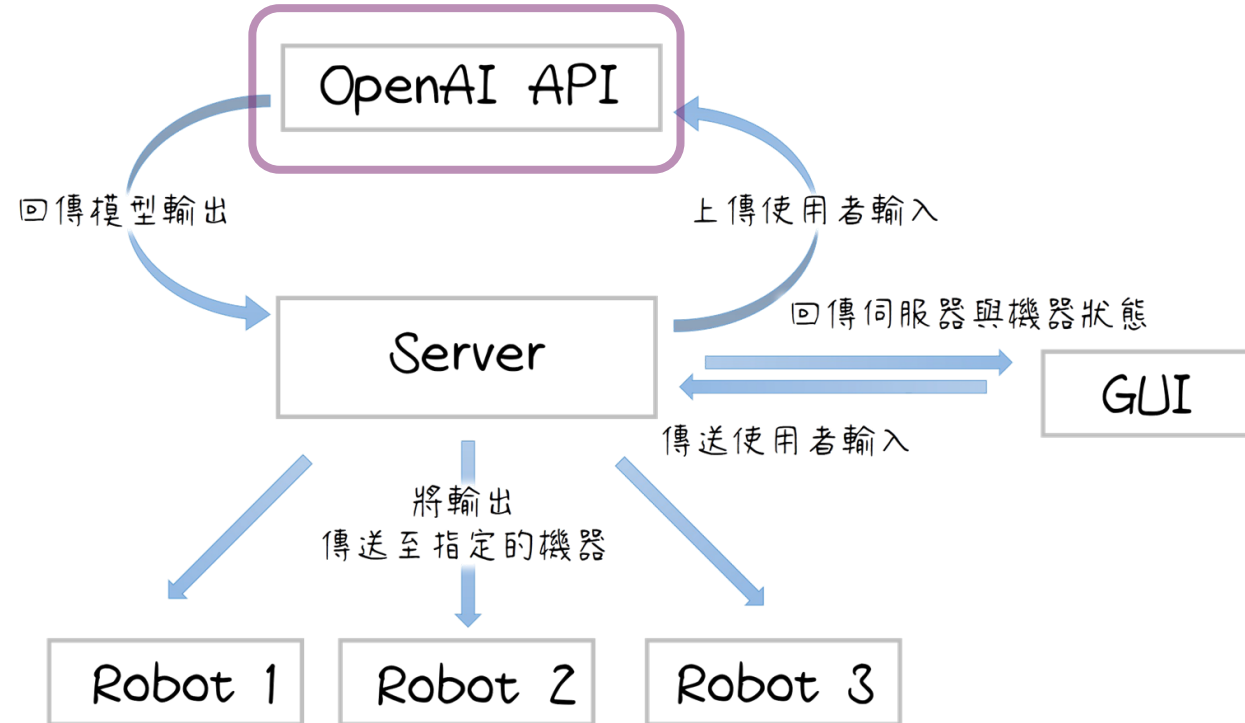 OpenAI API
回傳模型輸出
上傳使用者輸入
回傳伺服器與機器狀態
Server
GUI
傳送使用者輸入
將輸出
傳送至指定的機器
Robot 1
Robot 2
Robot 3